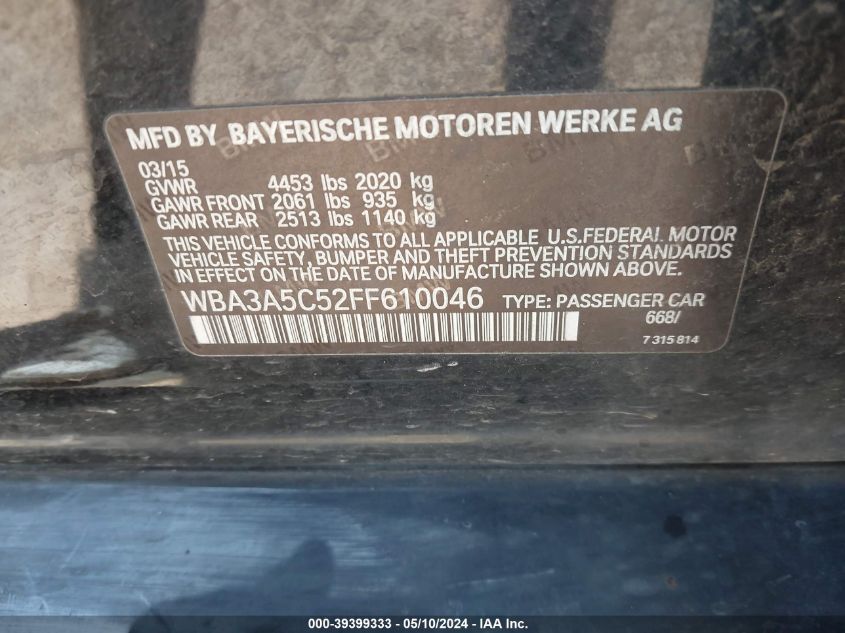 MFD BY BAYERISCHE MOTOREN WERKE AG
03/15
GVWR 4453 lbs 2020 kg
GAWR FRONT 2061 lbs 935 kg
GAWR REAR 2513 lbs 1140 kg
THIS VEHICLE CONFORMS TO ALL APPLICABLE U.S.FEDERAL MOTOR
VEHICLE SAFETY, BUMPER AND THEFT PREVENTION STANDARDS
IN EFFECT ON THE DATE OF MANUFACTURE SHOWN ABOVE.
WBA3A5C52FF610046 TYPE: PASSENGER CAR
668/
7 315 814
000-39399333 - 05/10/2024 - IAA Inc.